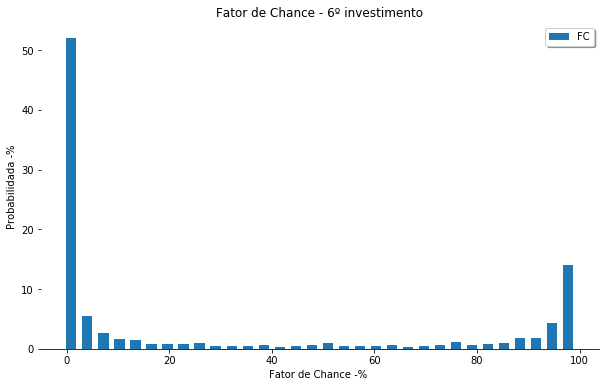 Fator de Chance - 6º investimento
FC
Probabilidada -%
50
40
30
20
10
0
0 20 40 60 80 100
Fator de Chance -%